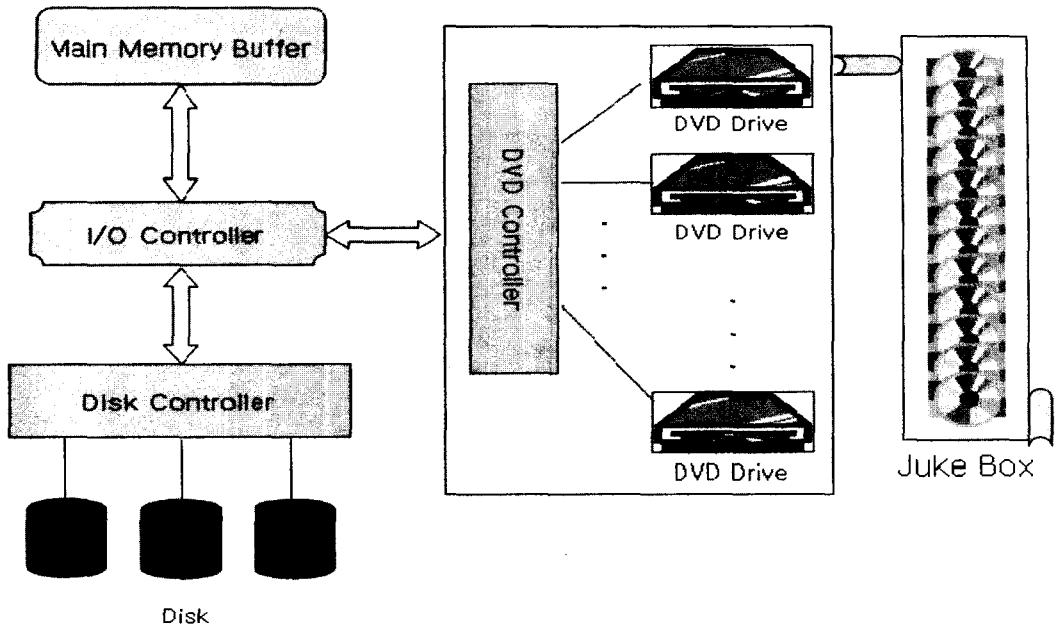 Main Memory Buffer
I/O Controller
Disk Controller
Disk
DVD Controller
DVD Drive
DVD Drive
DVD Drive
Juke Box